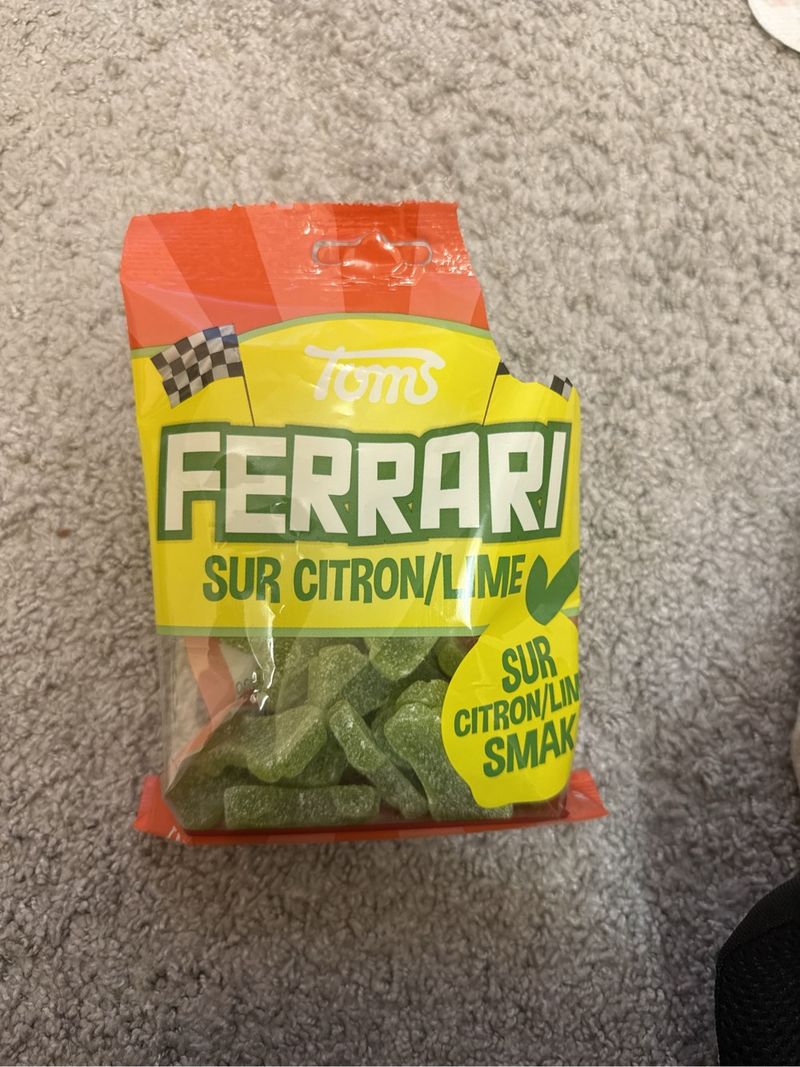 Toms
FERRARI
SUR CITRON/LIME
SUR
CITRON/LIM
SMAK